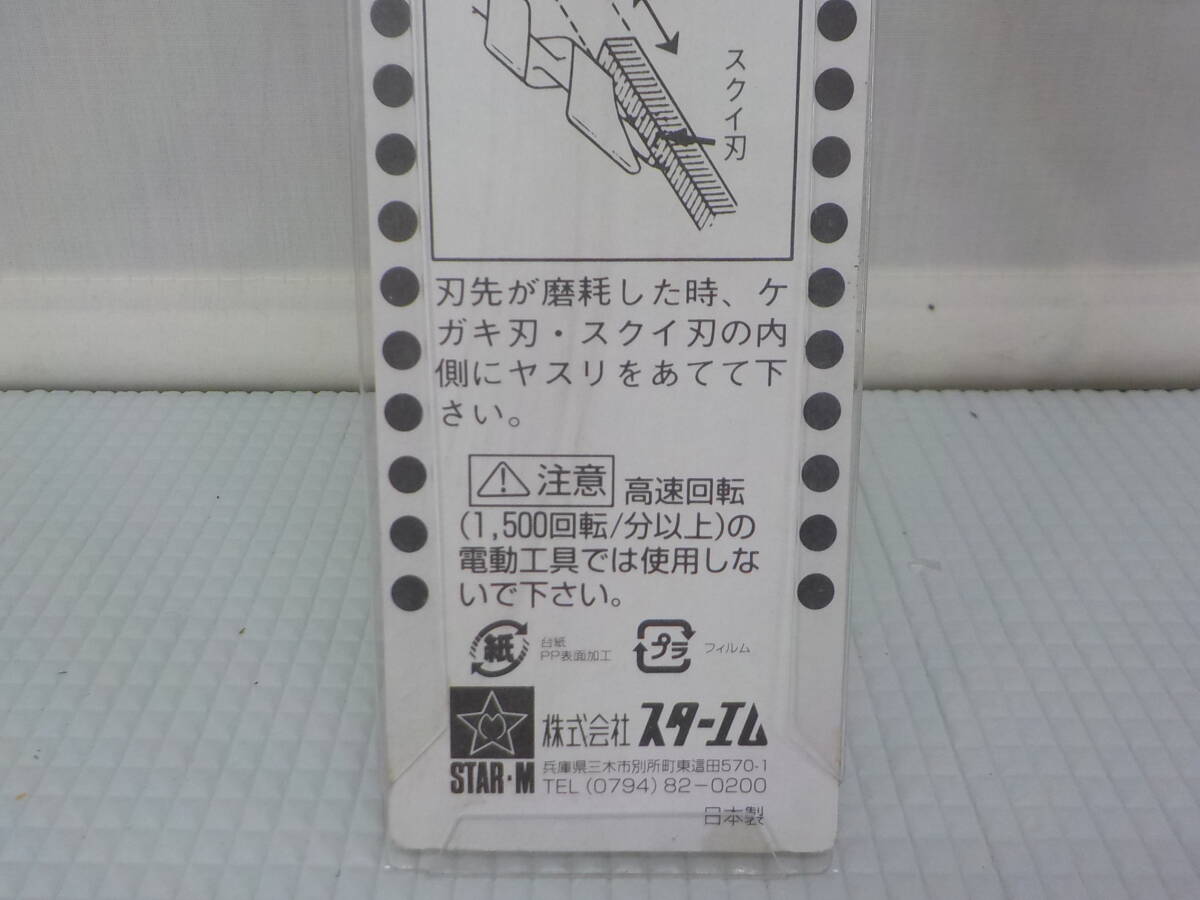 スクイ刃
刃先が磨耗した時、ケ
ガキ刃・スクイ刃の内
側にヤスリをあてて下
さい。
注意 高速回転
(1,500回転/分以上)の
電動工具では使用しな
いで下さい。
紙 台紙
PP表面加工
プラ フィルム
株式会社 スターエム
STAR・M 兵庫県三木市別所町東這田570-1
TEL (0794) 82-0200
日本製